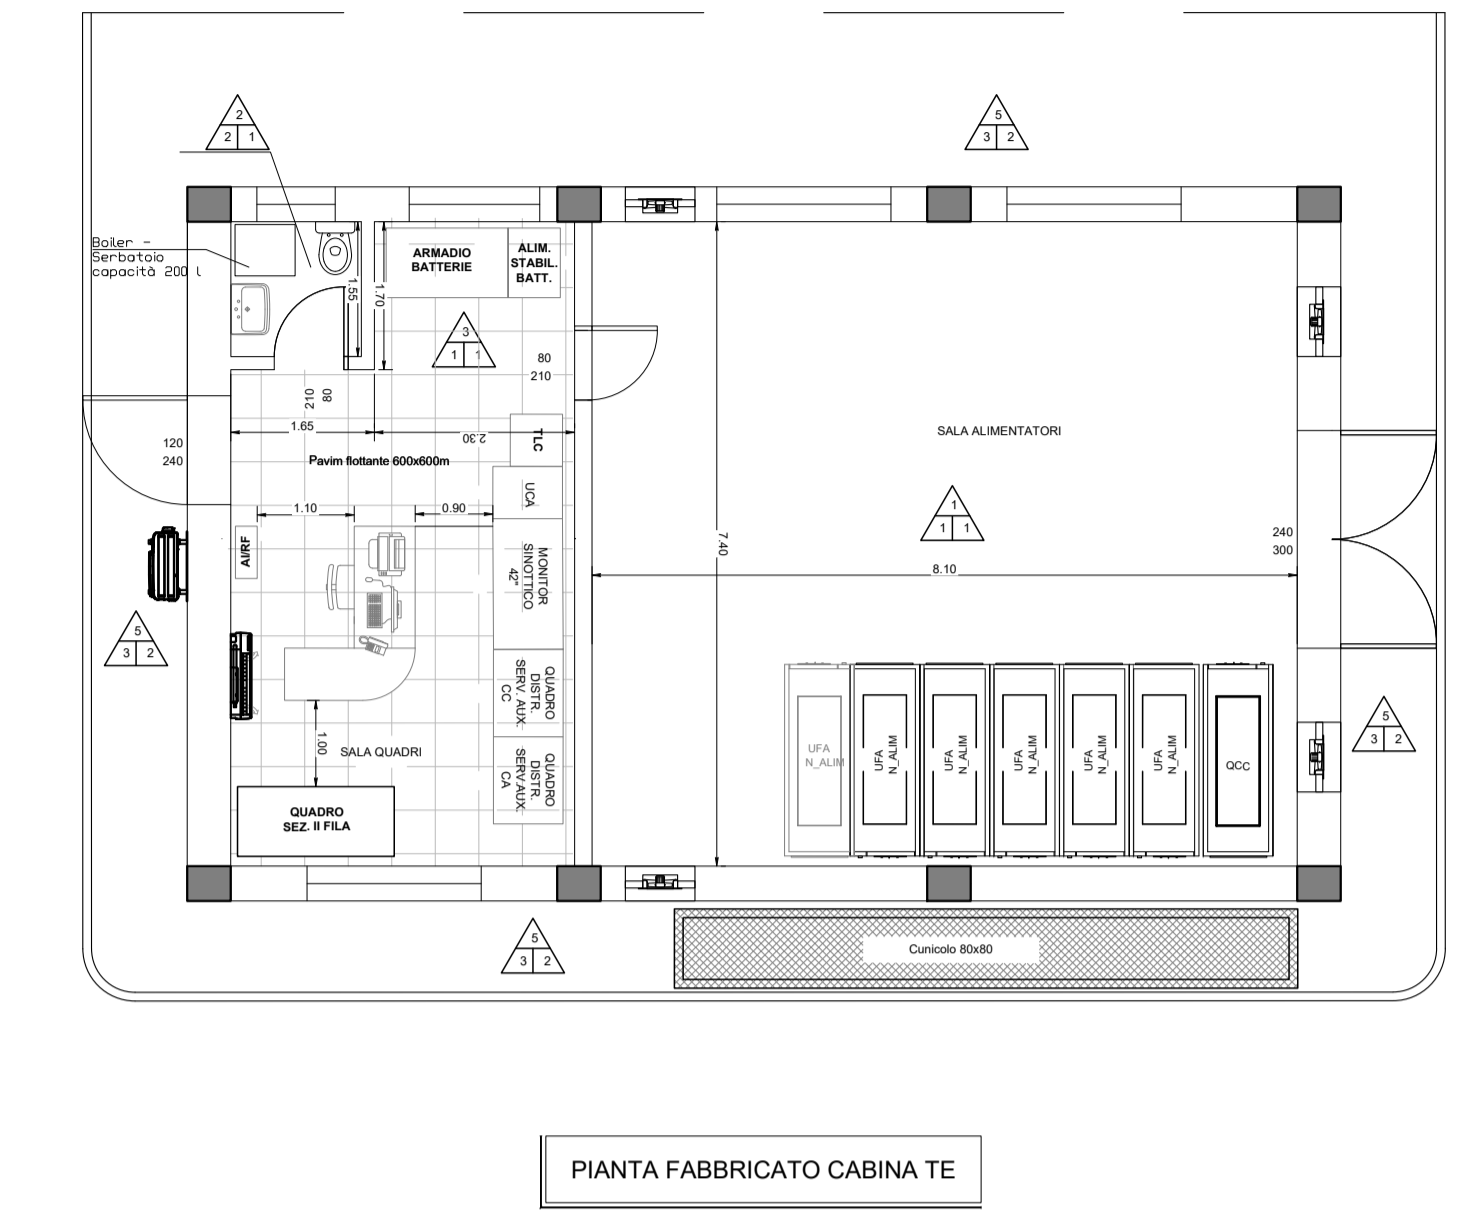 2
2 1
5
3 2
Boiler -
Serbatoio
capacità 200 l
ARMADIO
BATTERIE
ALIM.
STABIL.
BATT.
1.55
1.70
3
1 1
80
210
210
80
1.65
2.30
TLC
120
240
Pavim flottante 600x600m
SALA ALIMENTATORI
UCA
1.10
0.90
1
1 1
AI/RF
MONITOR
SINOTTICO
42"
7.40
240
300
8.10
5
3 2
QUADRO
DISTR.
SERV. AUX.
CC
1.00
SALA QUADRI
QUADRO
DISTR.
SERV.AUX.
CA
UFA
N_ALIM
UFA
N_ALIM
UFA
N_ALIM
UFA
N_ALIM
UFA
N_ALIM
UFA
N_ALIM
QCC
5
3 2
QUADRO
SEZ. II FILA
5
3 2
Cunicolo 80x80
PIANTA FABBRICATO CABINA TE